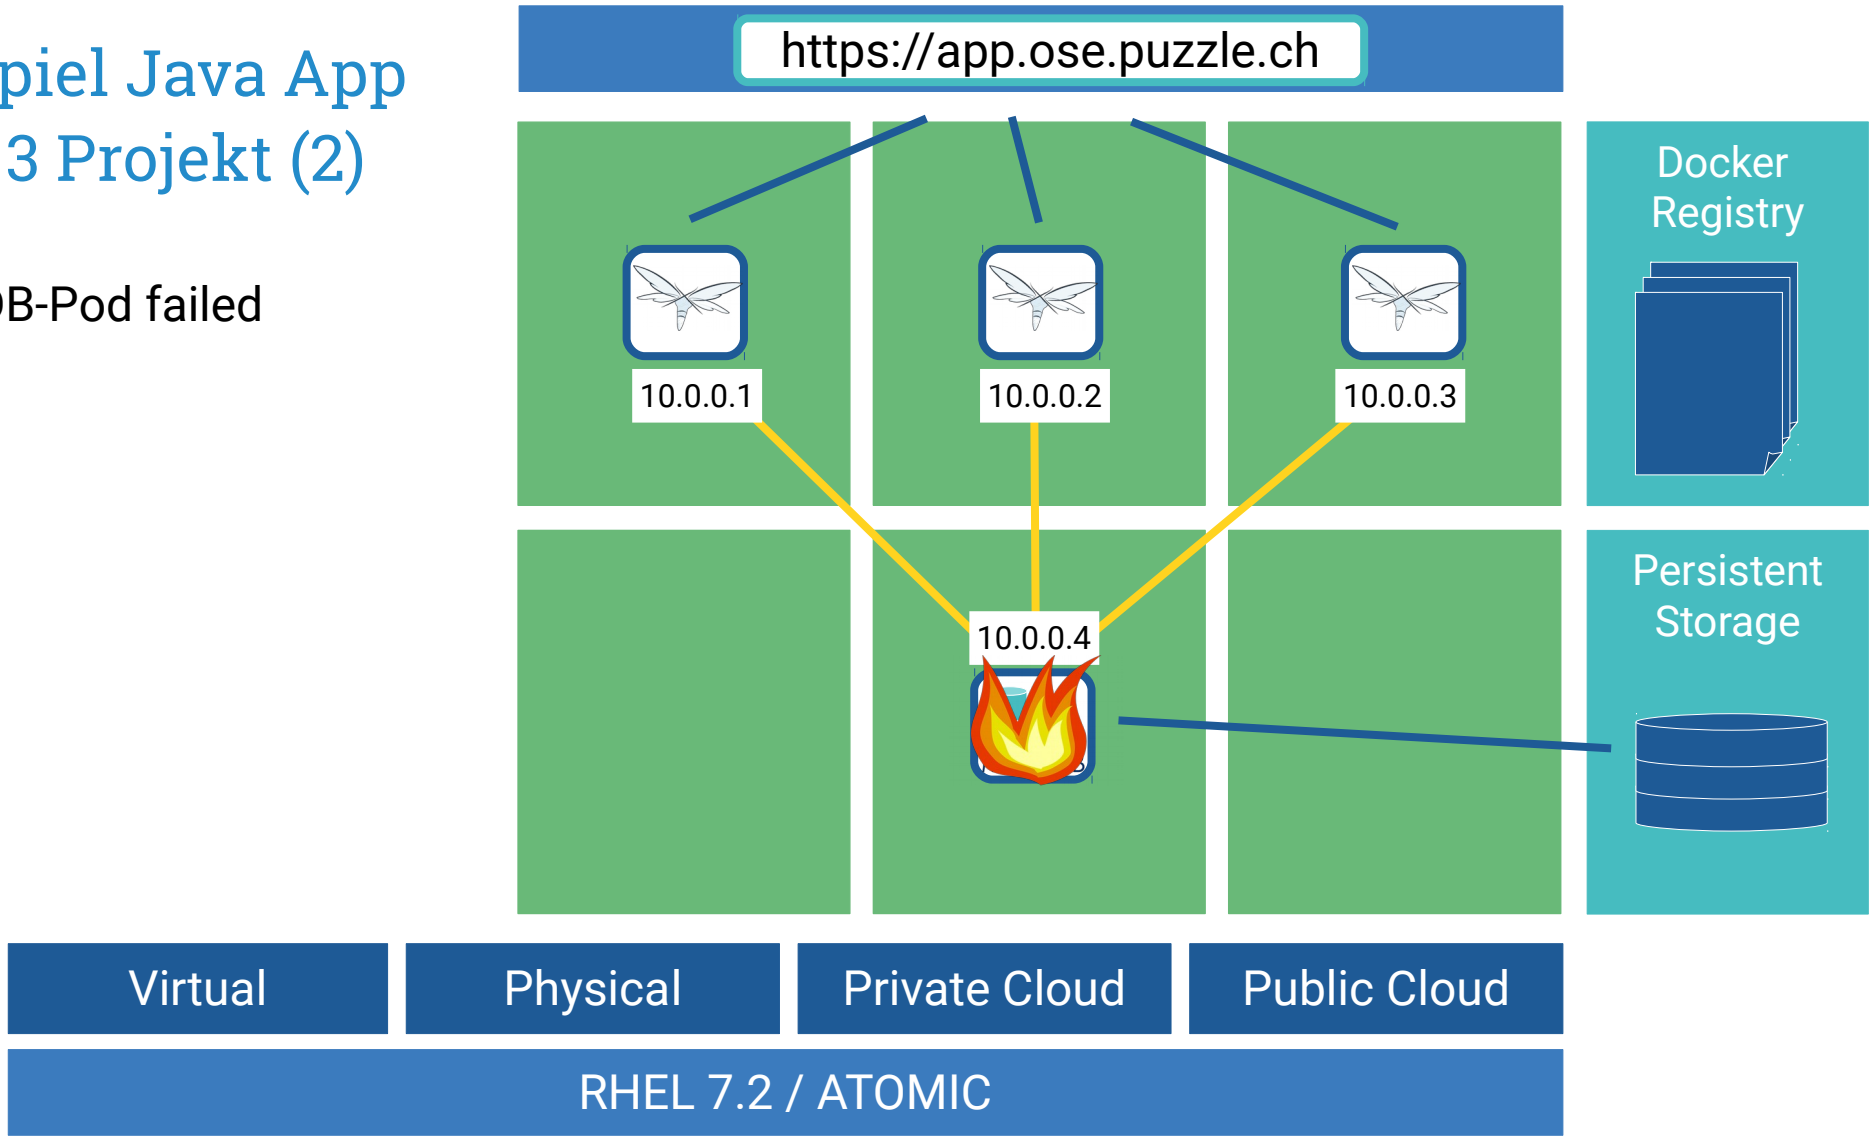 piel Java App
3 Projekt (2)
B-Pod failed
https://app.ose.puzzle.ch
Docker
Registry
10.0.0.1
10.0.0.2
10.0.0.3
Persistent
Storage
10.0.0.4
Virtual
Physical
Private Cloud
Public Cloud
RHEL 7.2 / ATOMIC